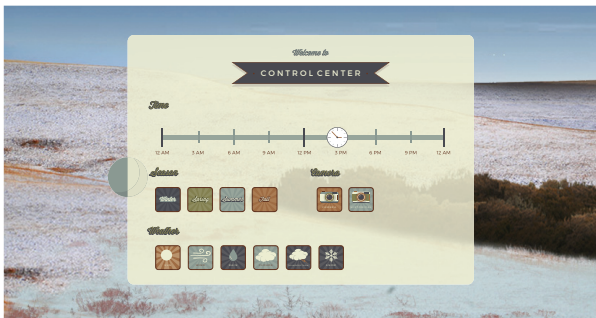 Welcome to
CONTROL CENTER
Time
12 AM 3 AM 6 AM 9 AM 12 PM 3 PM 6 PM 9 PM 12 AM
Season Camera
Winter Spring Summer Fall
Weather